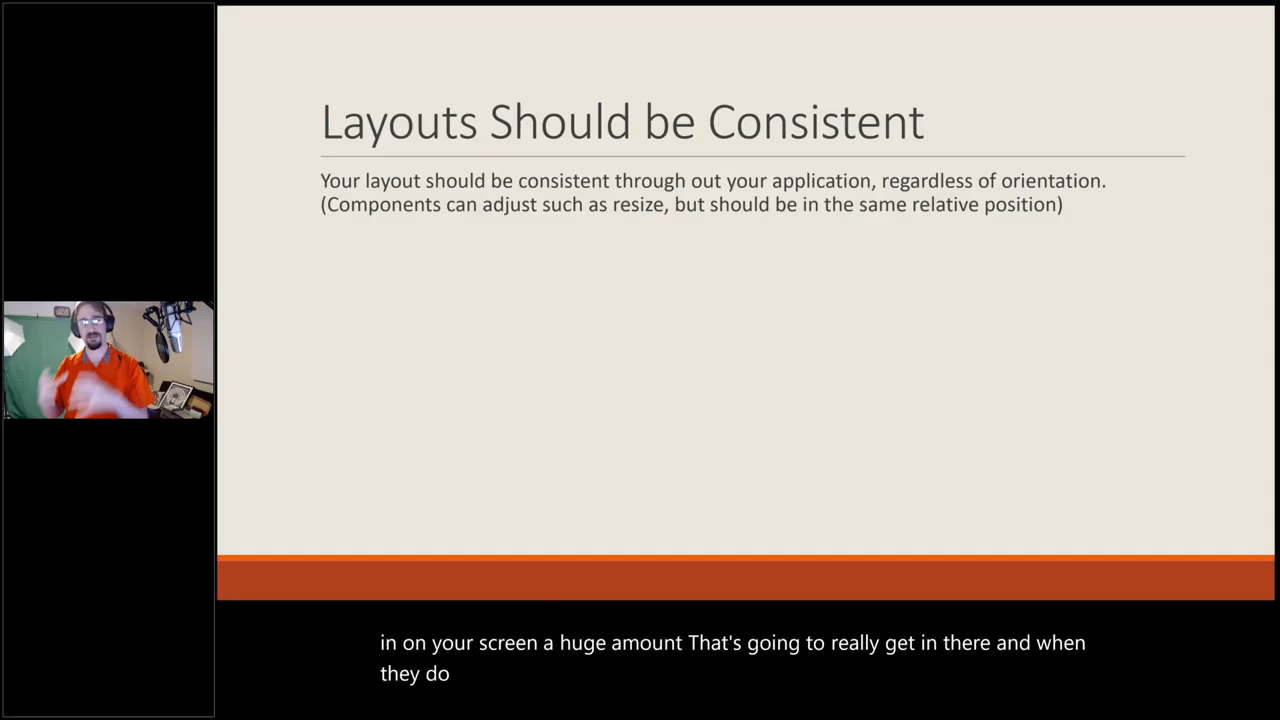 Layouts Should be Consistent
Your layout should be consistent through out your application, regardless of orientation.
(Components can adjust such as resize, but should be in the same relative position)
in on your screen a huge amount That's going to really get in there and when
they do